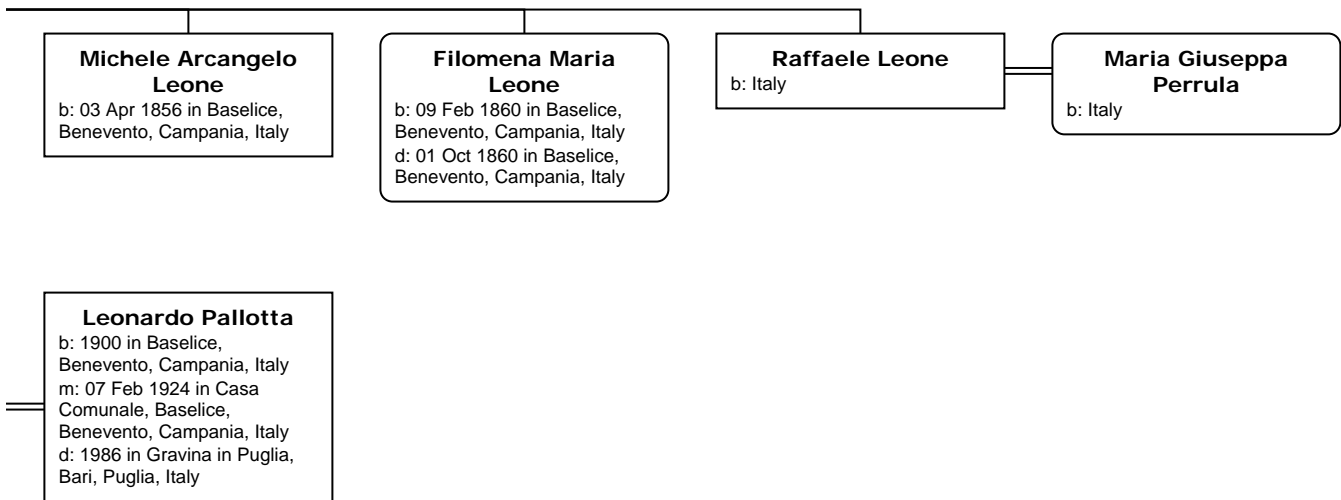 Michele Arcangelo
Leone
b: 03 Apr 1856 in Baselice,
Benevento, Campania, Italy
Filomena Maria
Leone
b: 09 Feb 1860 in Baselice,
Benevento, Campania, Italy
d: 01 Oct 1860 in Baselice,
Benevento, Campania, Italy
Raffaele Leone
b: Italy
Maria Giuseppa
Perrula
b: Italy
Leonardo Pallotta
b: 1900 in Baselice,
Benevento, Campania, Italy
m: 07 Feb 1924 in Casa
Comunale, Baselice,
Benevento, Campania, Italy
d: 1986 in Gravina in Puglia,
Bari, Puglia, Italy